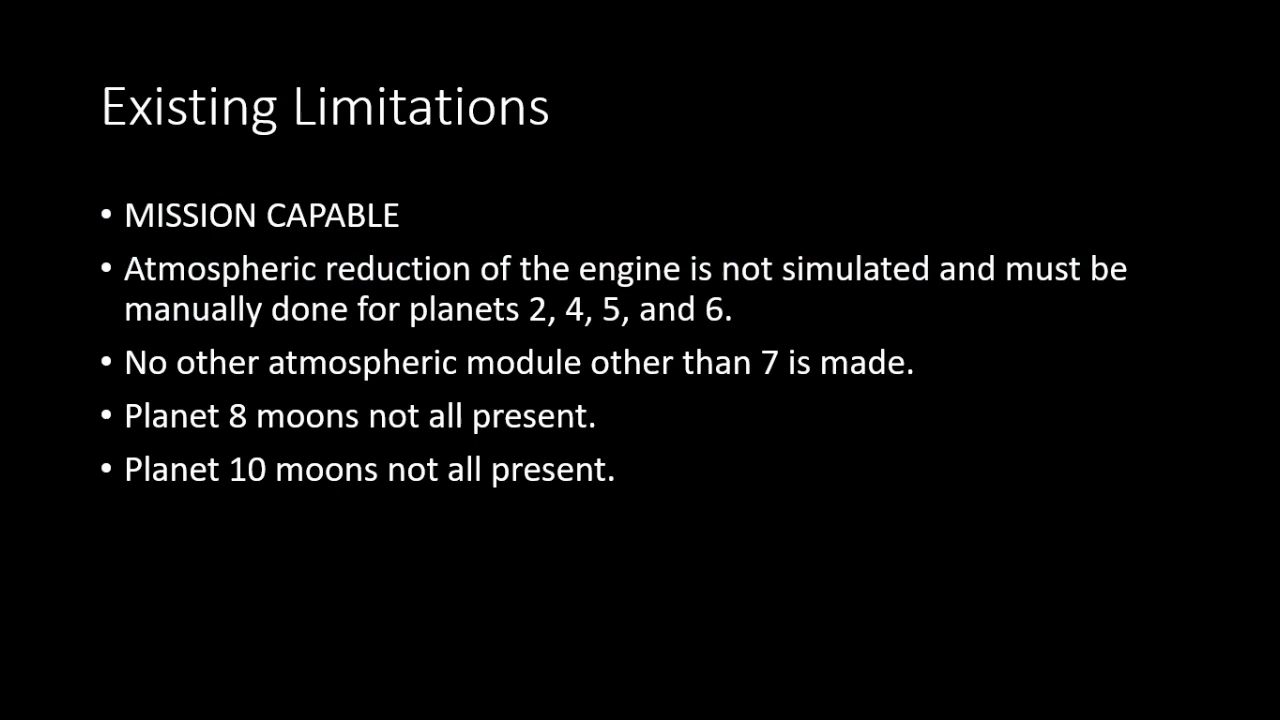 Existing Limitations
• MISSION CAPABLE
• Atmospheric reduction of the engine is not simulated and must be
manually done for planets 2, 4, 5, and 6.
• No other atmospheric module other than 7 is made.
• Planet 8 moons not all present.
• Planet 10 moons not all present.